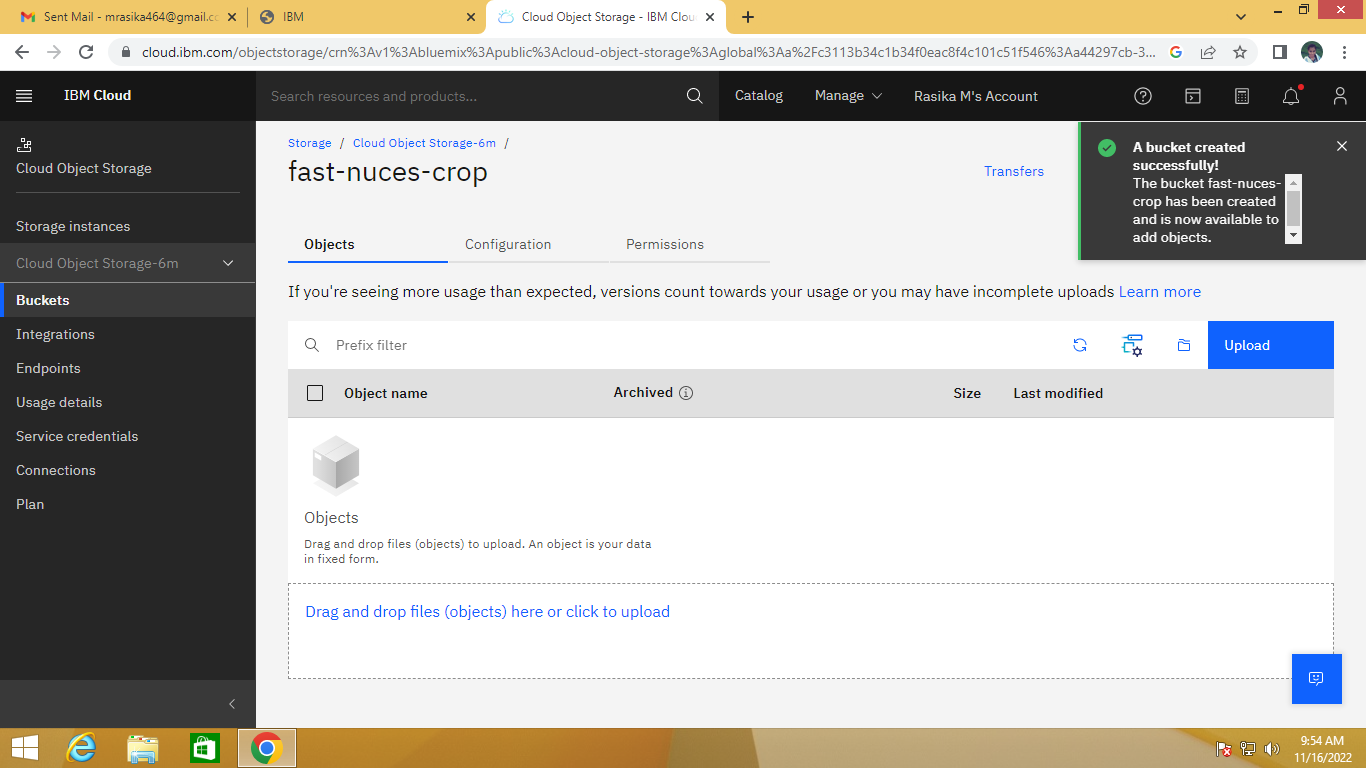 Sent Mail - mrasika464@gmail.co
IBM
Cloud Object Storage - IBM Clou
cloud.ibm.com/objectstorage/crn%3Av1%3Abluemix%3Apublic%3Acloud-object-storage%3Aglobal%3Aa%2Fc3113b34c1b34f0eac8f4c101c51f546%3Aa44297cb-3...
IBM Cloud
Search resources and products...
Catalog
Manage
Rasika M's Account
Cloud Object Storage
Storage instances
Cloud Object Storage-6m
Buckets
Integrations
Endpoints
Usage details
Service credentials
Connections
Plan
Storage / Cloud Object Storage-6m /
fast-nuces-crop
Transfers
A bucket created
successfully!
The bucket fast-nuces-
crop has been created
and is now available to
add objects.
Objects
Configuration
Permissions
If you're seeing more usage than expected, versions count towards your usage or you may have incomplete uploads Learn more
Prefix filter
Upload
Object name
Archived
Size
Last modified
Objects
Drag and drop files (objects) to upload. An object is your data
in fixed form.
Drag and drop files (objects) here or click to upload
9:54 AM
11/16/2022